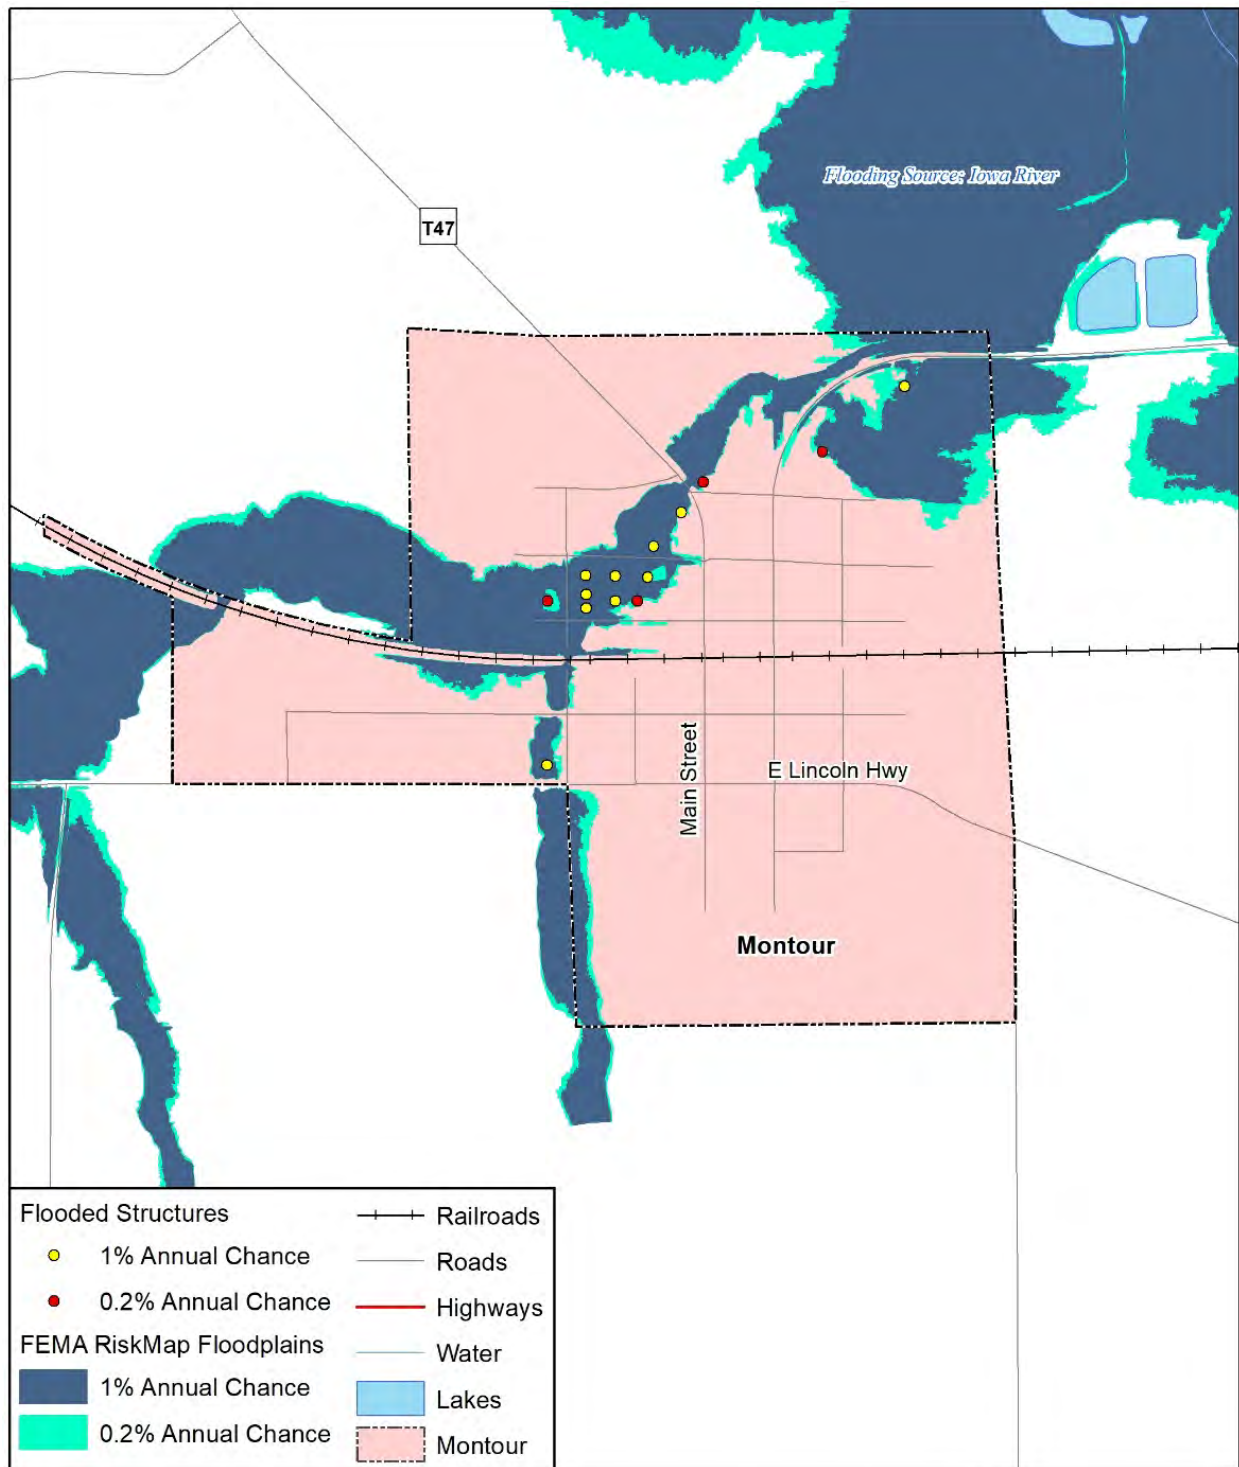 Flooding Source: Iowa River
T47
Main Street
E Lincoln Hwy
Montour
Flooded Structures
1% Annual Chance
0.2% Annual Chance
FEMA RiskMap Floodplains
1% Annual Chance
0.2% Annual Chance
Railroads
Roads
Highways
Water
Lakes
Montour